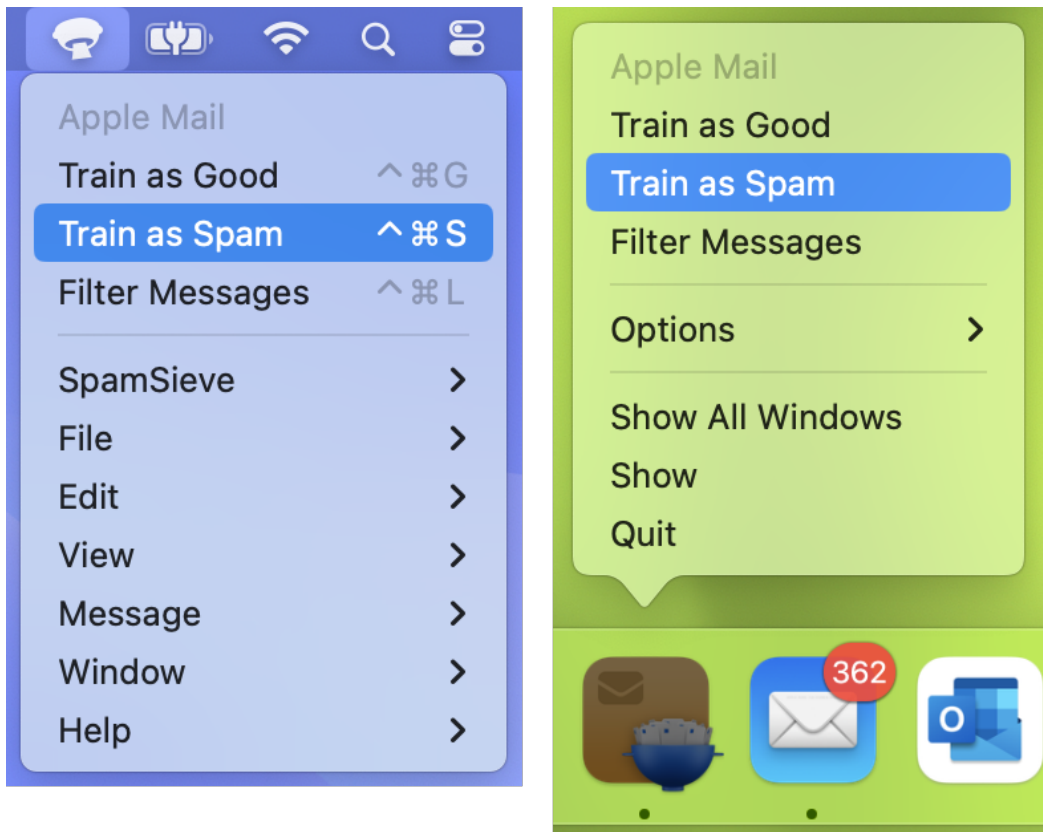 Apple Mail
Train as Good ^⌘G
Train as Spam ^⌘S
Filter Messages ^⌘L
SpamSieve
File
Edit
View
Message
Window
Help
Apple Mail
Train as Good
Train as Spam
Filter Messages
Options
Show All Windows
Show
Quit
362
O